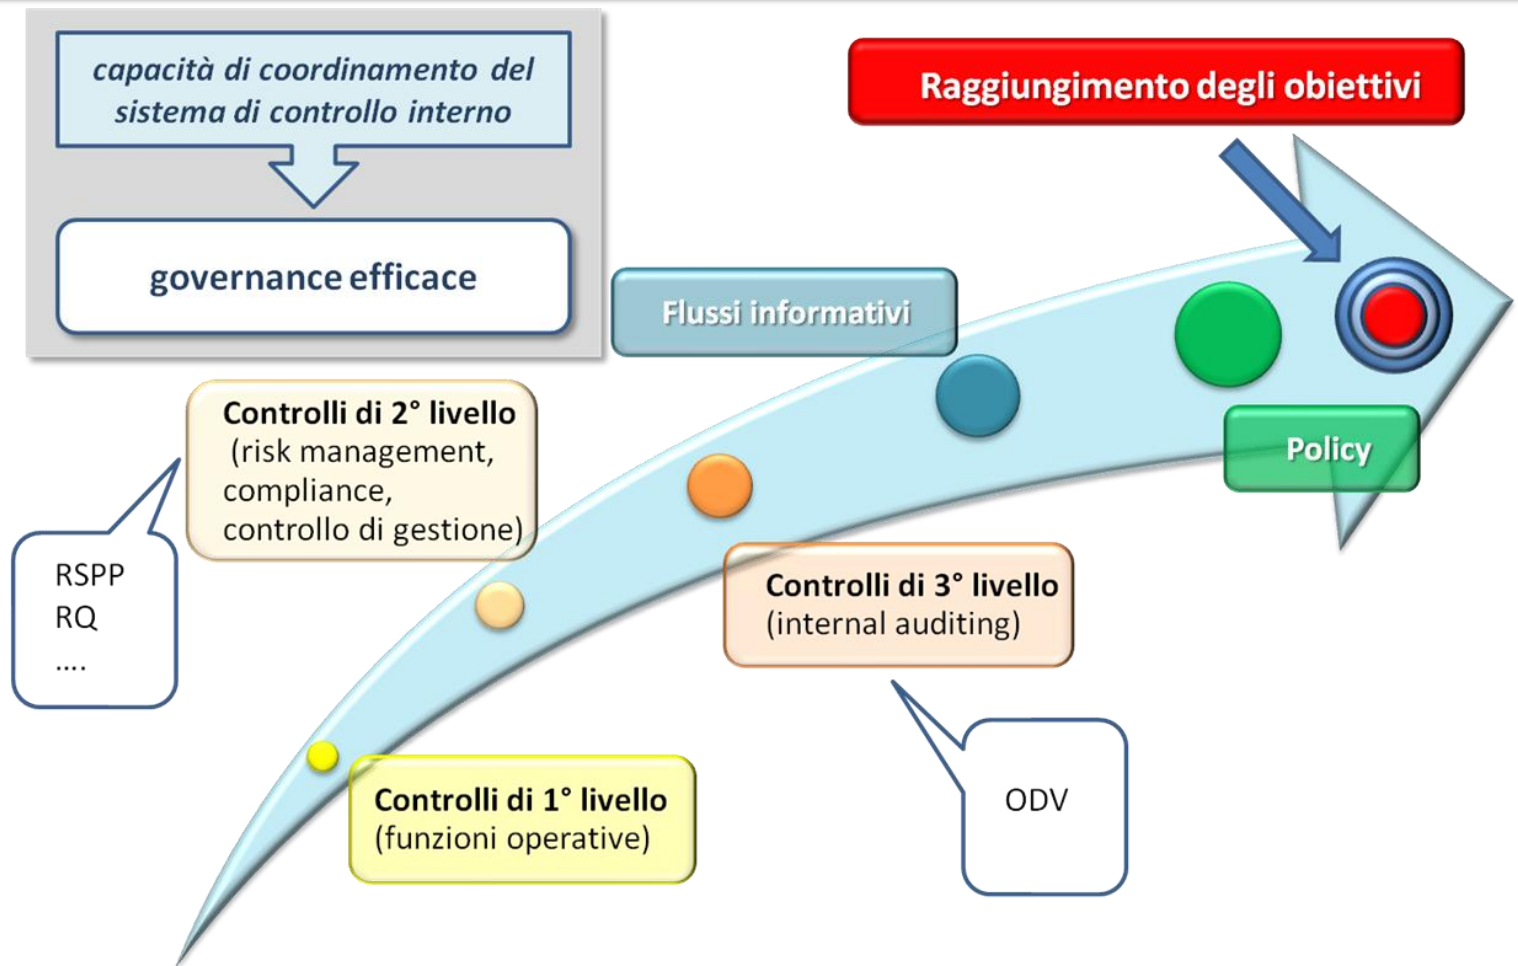 capacità di coordinamento del
sistema di controllo interno
governance efficace
Raggiungimento degli obiettivi
Flussi informativi
Controlli di 2° livello
(risk management,
compliance,
controllo di gestione)
Policy
RSPP
RQ
....
Controlli di 3° livello
(internal auditing)
Controlli di 1° livello
(funzioni operative)
ODV